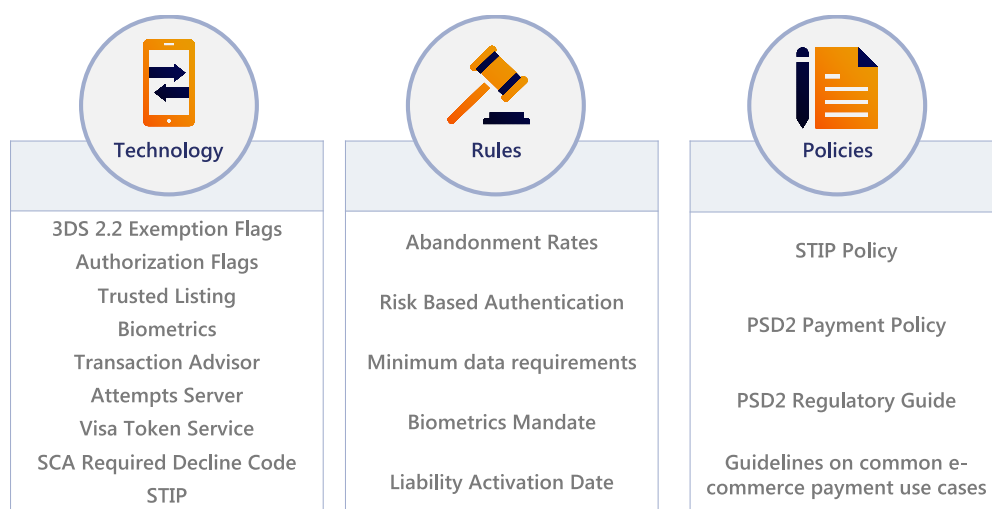 Technology
3DS 2.2 Exemption Flags
Authorization Flags
Trusted Listing
Biometrics
Transaction Advisor
Attempts Server
Visa Token Service
SCA Required Decline Code
STIP
Rules
Abandonment Rates
Risk Based Authentication
Minimum data requirements
Biometrics Mandate
Liability Activation Date
Policies
STIP Policy
PSD2 Payment Policy
PSD2 Regulatory Guide
Guidelines on common e-
commerce payment use cases